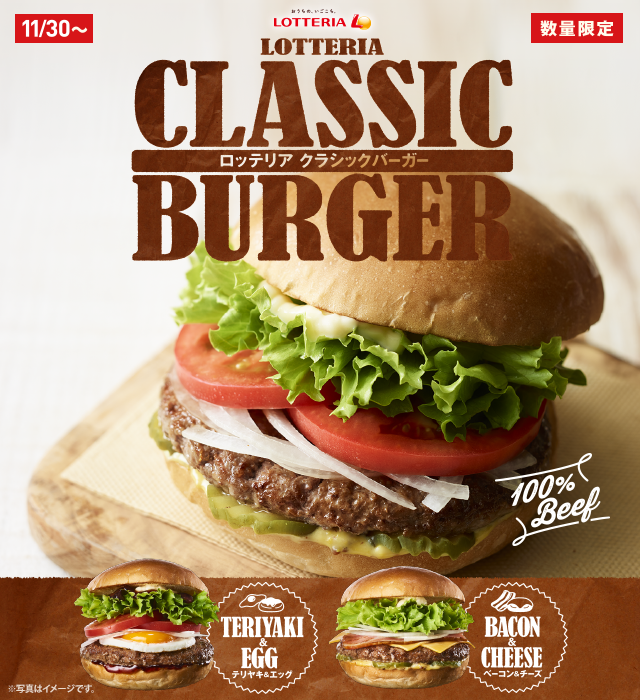 11/30〜
おうちの、いごこち。
LOTTERIA
数量限定
LOTTERIA
CLASSIC
ロッテリア クラシックバーガー
BURGER
100%
Beef
TERIYAKI
&
EGG
テリヤキ&エッグ
BACON
&
CHEESE
ベーコン&チーズ
※写真はイメージです。